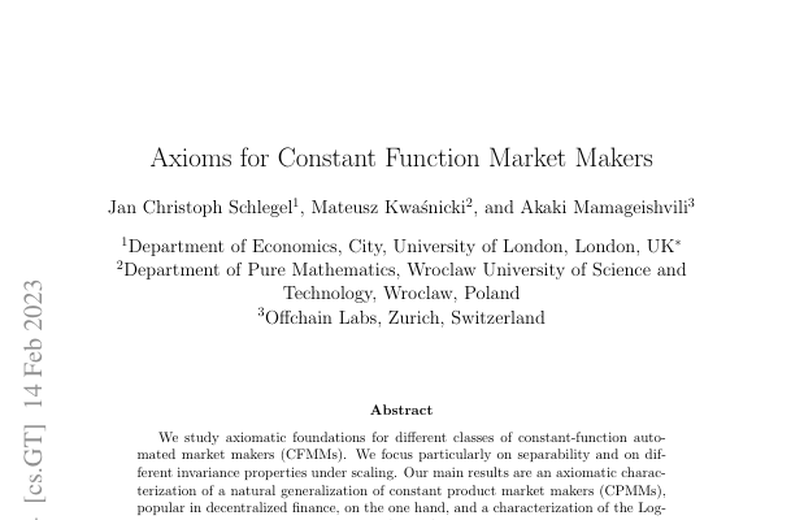 Axioms for Constant Function Market Makers
Jan Christoph Schlegel¹, Mateusz Kwaśnicki², and Akaki Mamageishvili³
¹Department of Economics, City, University of London, London, UK*
²Department of Pure Mathematics, Wroclaw University of Science and
Technology, Wroclaw, Poland
³Offchain Labs, Zurich, Switzerland
[cs.GT] 14 Feb 2023
Abstract
We study axiomatic foundations for different classes of constant-function auto-
mated market makers (CFMMs). We focus particularly on separability and on dif-
ferent invariance properties under scaling. Our main results are an axiomatic charac-
terization of a natural generalization of constant product market makers (CPMMs),
popular in decentralized finance, on the one hand, and a characterization of the Log-